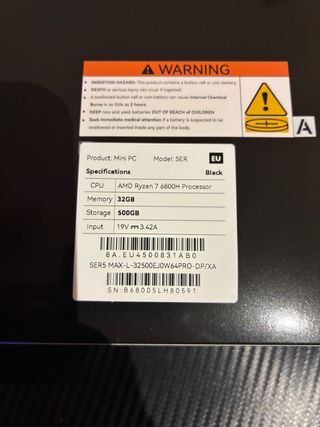 WARNING
• INGESTION HAZARD: This product contains a button cell or coin battery.
• DEATH or serious injury can occur if ingested.
• A swallowed button cell or coin battery can cause Internal Chemical
Burns in as little as 2 hours
• KEEP new and used batteries OUT OF REACH of CHILDREN
• Seek immediate medical attention if a battery is suspected to be
swallowed or inserted inside any part of the body.
A
Product: Mini PC Model: SER EU
Specifications Black
CPU AMD Ryzen 7 6800H Processor
Memory 32GB
Storage 500GB
Input 19V ⎓ 3.42A
8A.EU4500831AB0
SER5 MAX-L-32500EJ0W64PRO-DP/XA
SN:B68005LH80591